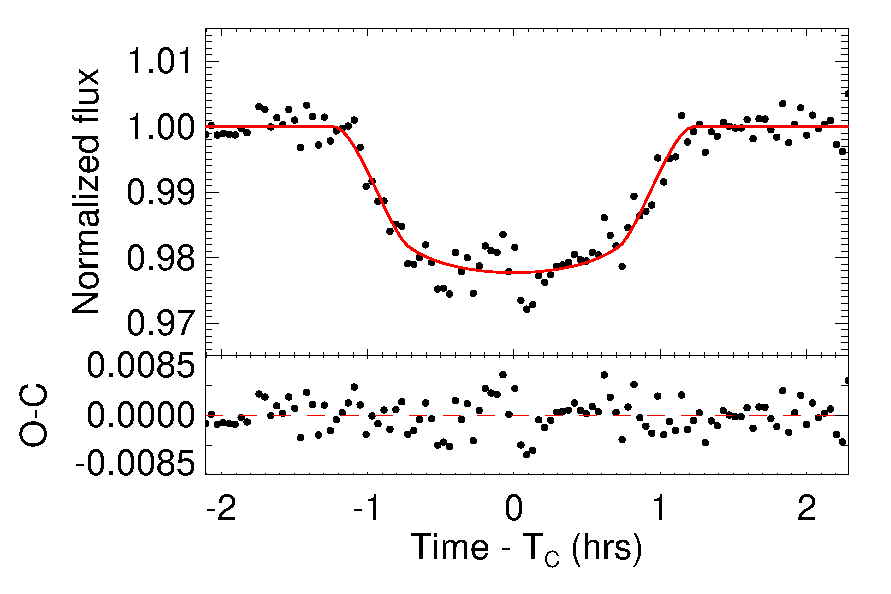 Normalized flux
1.01
1.00
0.99
0.98
0.97
O-C
0.0085
0.0000
-0.0085
-2 -1 0 1 2
Time - TC (hrs)